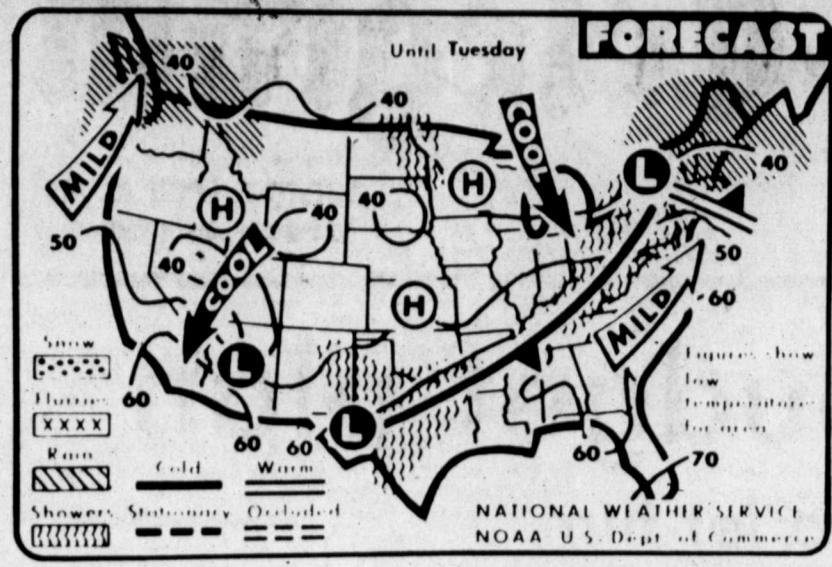 FORECAST
Until Tuesday
40
40
COOL
MILD
H
H
L
40
40
40
50
40
COOL
50
H
60
MILD
L
60
Snow
Figures show
low
temperature
60
60
L
60
70
Flurries
Rain
Showers
Cold
Warm
Stationary
Occluded
NATIONAL WEATHER SERVICE
NOAA U.S. Dept. of Commerce